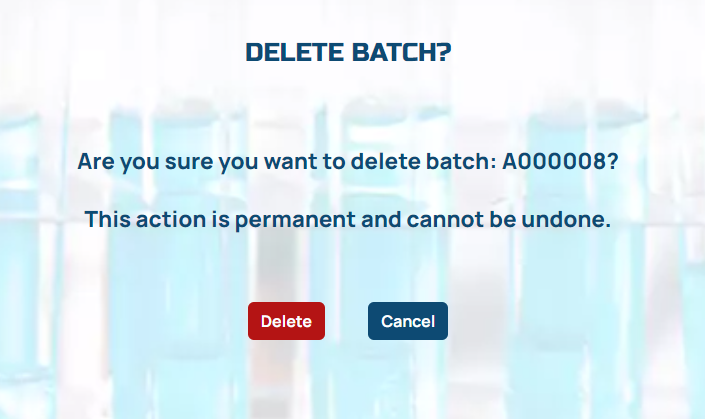 DELETE BATCH?
Are you sure you want to delete batch: A000008?
This action is permanent and cannot be undone.
Delete
Cancel